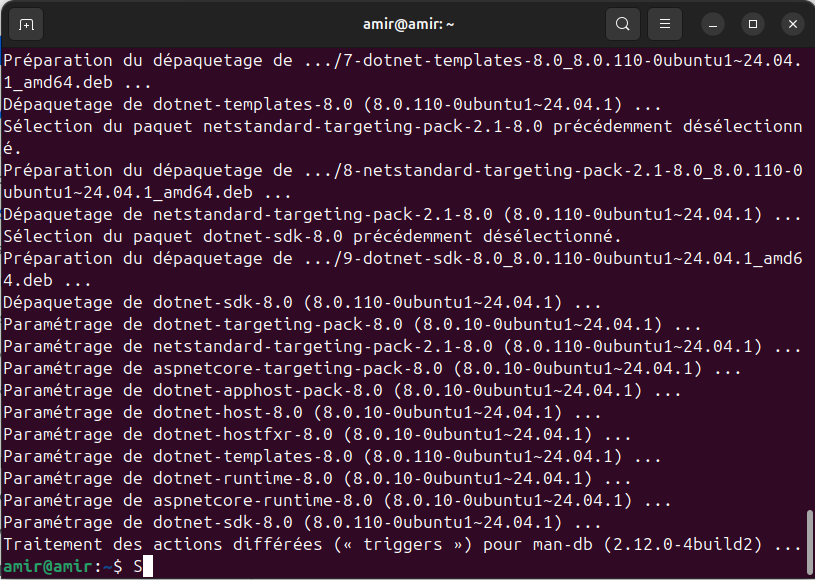 amir@amir: ~
Préparation du dépaquetage de .../7-dotnet-templates-8.0_8.0.110-0ubuntu1~24.04.
1_amd64.deb ...
Dépaquetage de dotnet-templates-8.0 (8.0.110-0ubuntu1~24.04.1) ...
Sélection du paquet netstandard-targeting-pack-2.1-8.0 précédemment désélectionn
é.
Préparation du dépaquetage de .../8-netstandard-targeting-pack-2.1-8.0_8.0.110-0
ubuntu1~24.04.1_amd64.deb ...
Dépaquetage de netstandard-targeting-pack-2.1-8.0 (8.0.110-0ubuntu1~24.04.1) ...
Sélection du paquet dotnet-sdk-8.0 précédemment désélectionné.
Préparation du dépaquetage de .../9-dotnet-sdk-8.0_8.0.110-0ubuntu1~24.04.1_amd6
4.deb ...
Dépaquetage de dotnet-sdk-8.0 (8.0.110-0ubuntu1~24.04.1) ...
Paramétrage de dotnet-targeting-pack-8.0 (8.0.10-0ubuntu1~24.04.1) ...
Paramétrage de netstandard-targeting-pack-2.1-8.0 (8.0.110-0ubuntu1~24.04.1) ...
Paramétrage de aspnetcore-targeting-pack-8.0 (8.0.10-0ubuntu1~24.04.1) ...
Paramétrage de dotnet-apphost-pack-8.0 (8.0.10-0ubuntu1~24.04.1) ...
Paramétrage de dotnet-host-8.0 (8.0.10-0ubuntu1~24.04.1) ...
Paramétrage de dotnet-hostfxr-8.0 (8.0.10-0ubuntu1~24.04.1) ...
Paramétrage de dotnet-templates-8.0 (8.0.110-0ubuntu1~24.04.1) ...
Paramétrage de dotnet-runtime-8.0 (8.0.10-0ubuntu1~24.04.1) ...
Paramétrage de aspnetcore-runtime-8.0 (8.0.10-0ubuntu1~24.04.1) ...
Paramétrage de dotnet-sdk-8.0 (8.0.110-0ubuntu1~24.04.1) ...
Traitement des actions différées (« triggers ») pour man-db (2.12.0-4build2) ...
amir@amir:~$ S